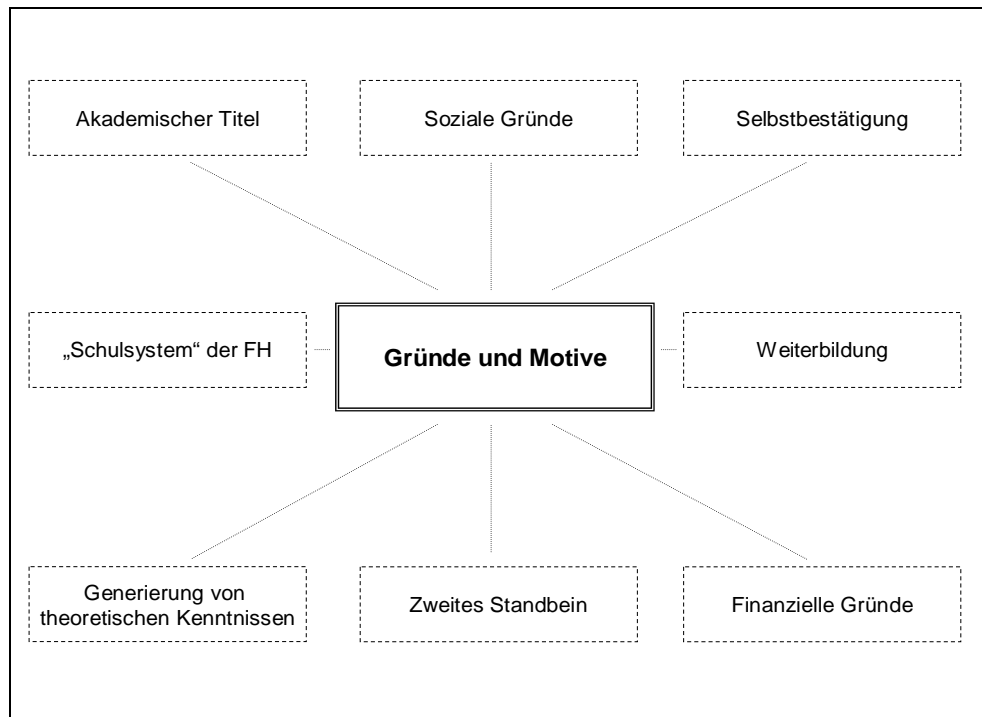 Akademischer Titel
Soziale Gründe
Selbstbestätigung
„Schulsystem“ der FH
Gründe und Motive
Weiterbildung
Generierung von
theoretischen Kenntnissen
Zweites Standbein
Finanzielle Gründe